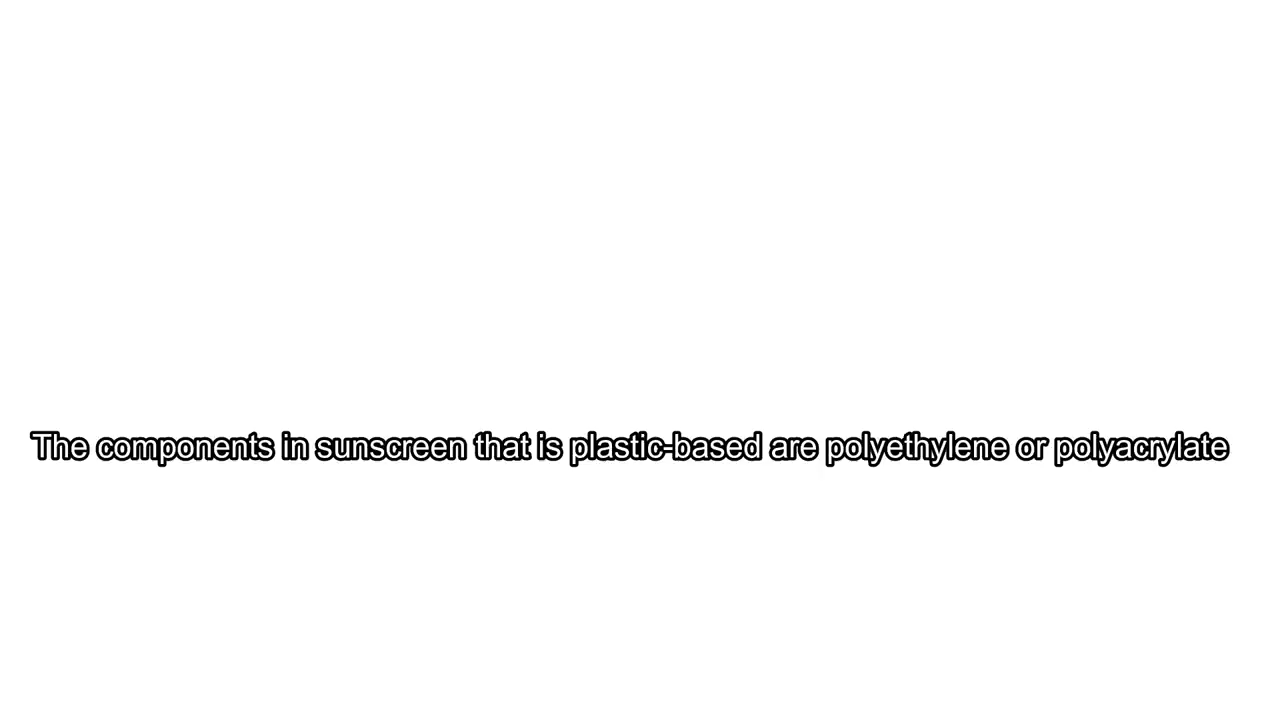 The components in sunscreen that is plastic-based are polyethylene or polyacrylate